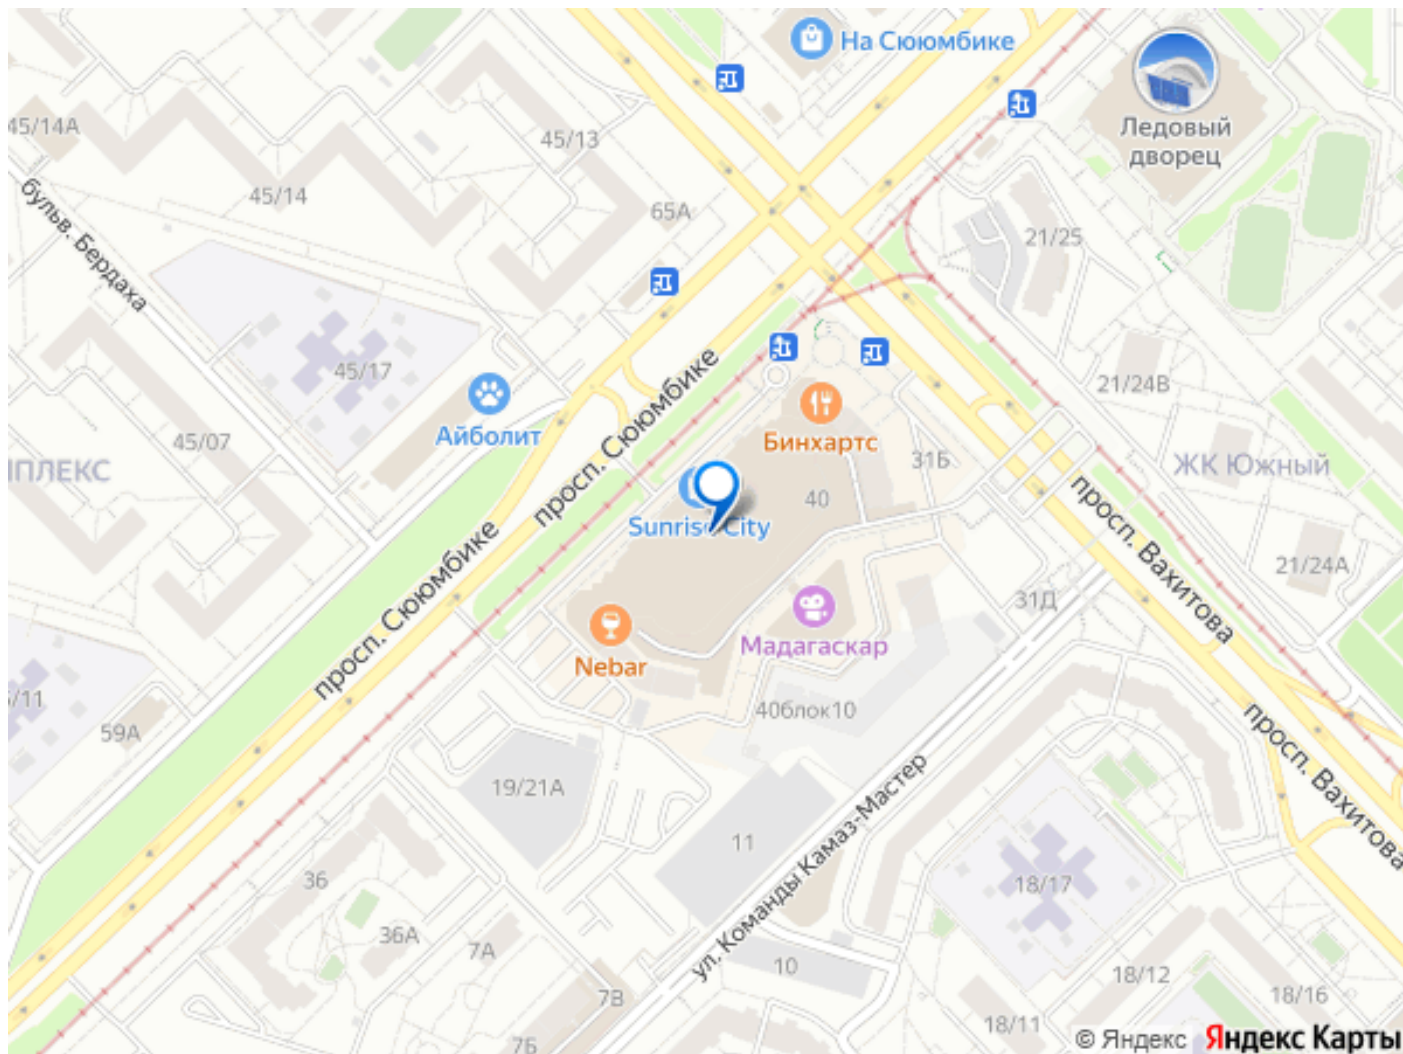 На Сююмбике
Ледовый
дворец
45/14А
45/13
45/14
65А
21/25
бульв. Бердаха
45/17
просп. Сююмбике
21/24В
Айболит
Бинхартс
45/07
31Б
ЖК Южный
40
Sunrise City
просп. Вахитова
21/24А
просп. Сююмбике
31Д
Мадагаскар
Nebar
/11
40блок10
59А
просп. Вахитова
19/21А
ул. Команды Камаз-Мастер
11
36
18/17
36А
7А
10
18/12
7В
18/16
18/11
7Б
© Яндекс Яндекс Карты